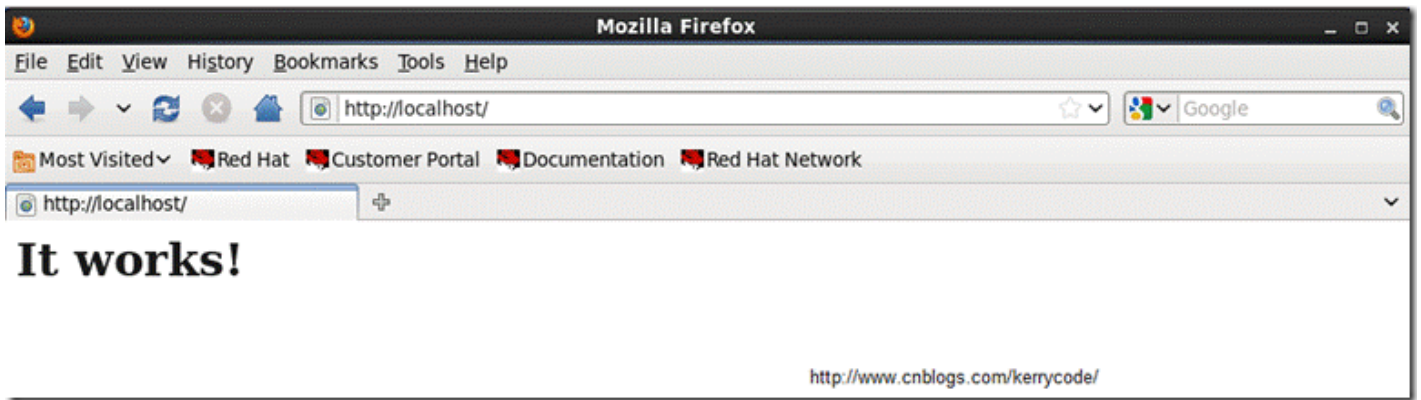 Mozilla Firefox
File Edit View History Bookmarks Tools Help
http://localhost/ Google
Most Visited Red Hat Customer Portal Documentation Red Hat Network
http://localhost/
It works!
http://www.cnblogs.com/kerrycode/